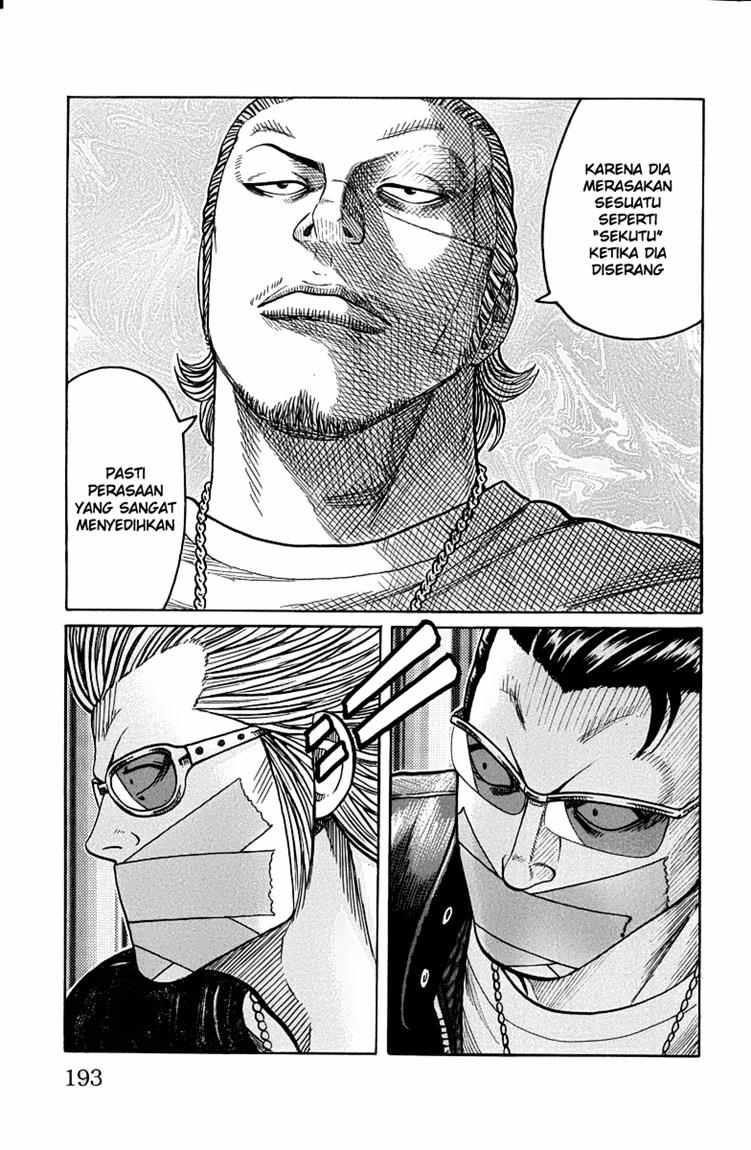 KARENA DIA
MERASAKAN
SESUATU
SEPERTI
"SEKUTU"
KETIKA DIA
DISERANG
PASTI
PERASAAN
YANG SANGAT
MENYEDIHKAN
193